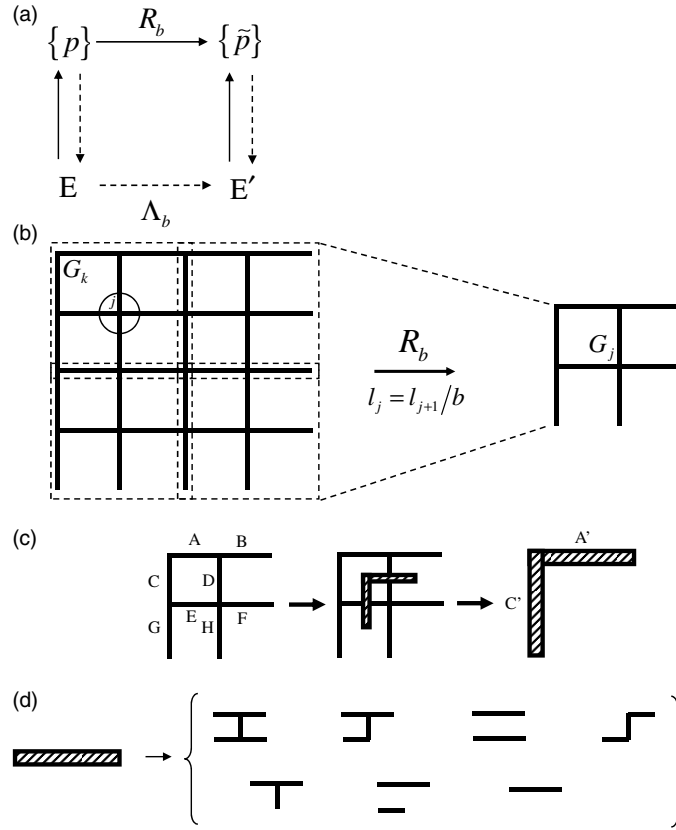 (a)
{p} R_b {p̃}
E Λ_b E′
(b)
G_k
j
R_b
l_j = l_{j+1}/b
G_j
(c)
A B
C D
E F
G H
A'
C'
(d)